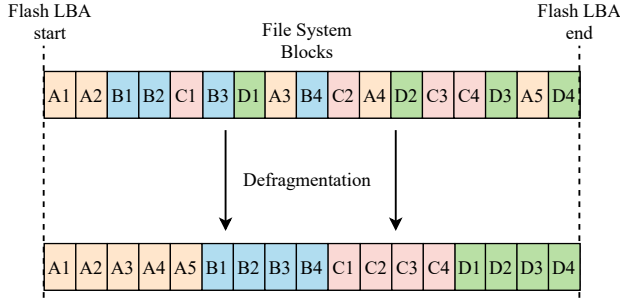 Flash LBA start
File System Blocks
Flash LBA end
A1 A2 B1 B2 C1 B3 D1 A3 B4 C2 A4 D2 C3 C4 D3 A5 D4
Defragmentation
A1 A2 A3 A4 A5 B1 B2 B3 B4 C1 C2 C3 C4 D1 D2 D3 D4